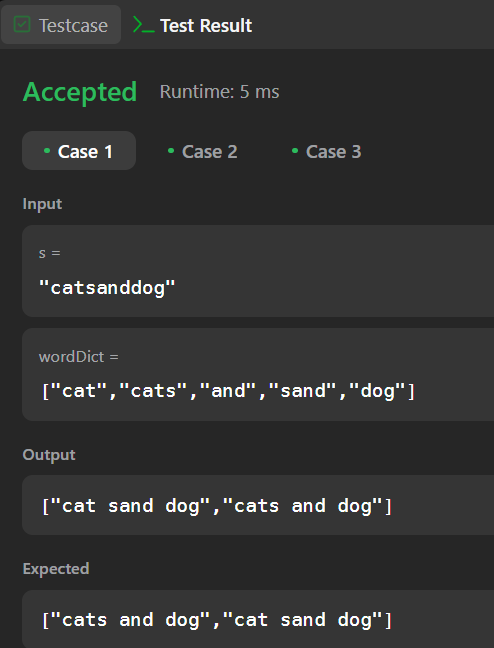 Testcase
Test Result
Accepted Runtime: 5 ms
Case 1 Case 2 Case 3
Input
s =
"catsanddog"
wordDict =
["cat","cats","and","sand","dog"]
Output
["cat sand dog","cats and dog"]
Expected
["cats and dog","cat sand dog"]